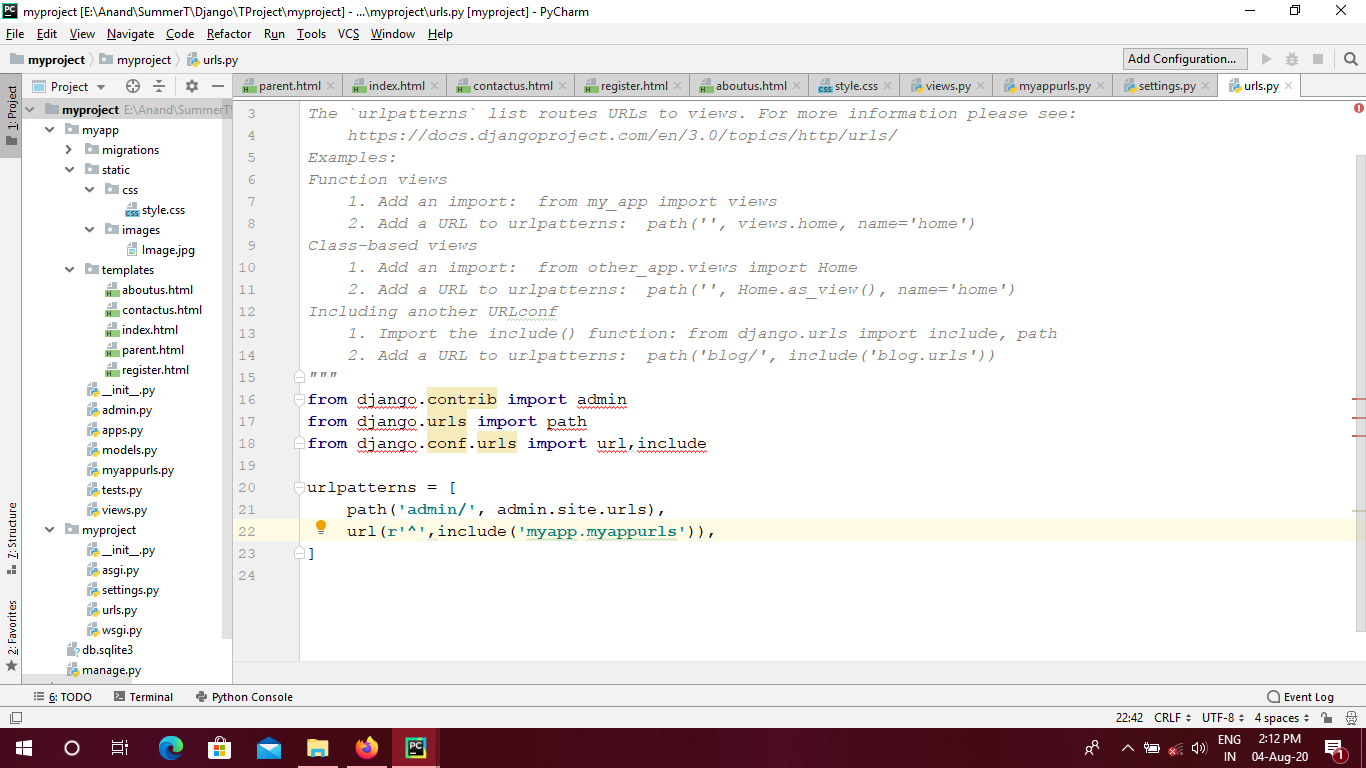 myproject [E:\Anand\SummerT\Django\TProject\myproject] - ...\myproject\urls.py [myproject] - PyCharm
File Edit View Navigate Code Refactor Run Tools VCS Window Help
myproject myproject urls.py Add Configuration...
Project parent.html index.html contactus.html register.html aboutus.html style.css views.py myappurls.py settings.py urls.py
1: Project
7: Structure
2: Favorites
myproject E:\Anand\SummerT
myapp
migrations
static
css
style.css
images
Image.jpg
templates
aboutus.html
contactus.html
index.html
parent.html
register.html
__init__.py
admin.py
apps.py
models.py
myappurls.py
tests.py
views.py
myproject
__init__.py
asgi.py
settings.py
urls.py
wsgi.py
db.sqlite3
manage.py
3 The `urlpatterns` list routes URLs to views. For more information please see:
4 https://docs.djangoproject.com/en/3.0/topics/http/urls/
5 Examples:
6 Function views
7 1. Add an import:  from my_app import views
8 2. Add a URL to urlpatterns:  path('', views.home, name='home')
9 Class-based views
10 1. Add an import:  from other_app.views import Home
11 2. Add a URL to urlpatterns:  path('', Home.as_view(), name='home')
12 Including another URLconf
13 1. Import the include() function: from django.urls import include, path
14 2. Add a URL to urlpatterns:  path('blog/', include('blog.urls'))
15 """
16 from django.contrib import admin
17 from django.urls import path
18 from django.conf.urls import url,include
19
20 urlpatterns = [
21 path('admin/', admin.site.urls),
22 url(r'^',include('myapp.myappurls')),
23 ]
24
6: TODO Terminal Python Console Event Log
22:42 CRLF UTF-8 4 spaces
PC
ENG
IN
2:12 PM
04-Aug-20
1